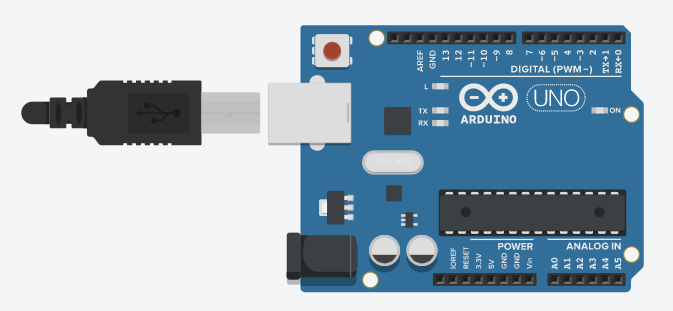 AREF
GND
13
12
~11
~10
~9
8
7
~6
~5
4
~3
2
TX→1
RX←0
DIGITAL (PWM~)
L
TX
RX
UNO
ARDUINO
ON
POWER
ANALOG IN
IOREF
RESET
3.3V
5V
GND
GND
Vin
A0
A1
A2
A3
A4
A5